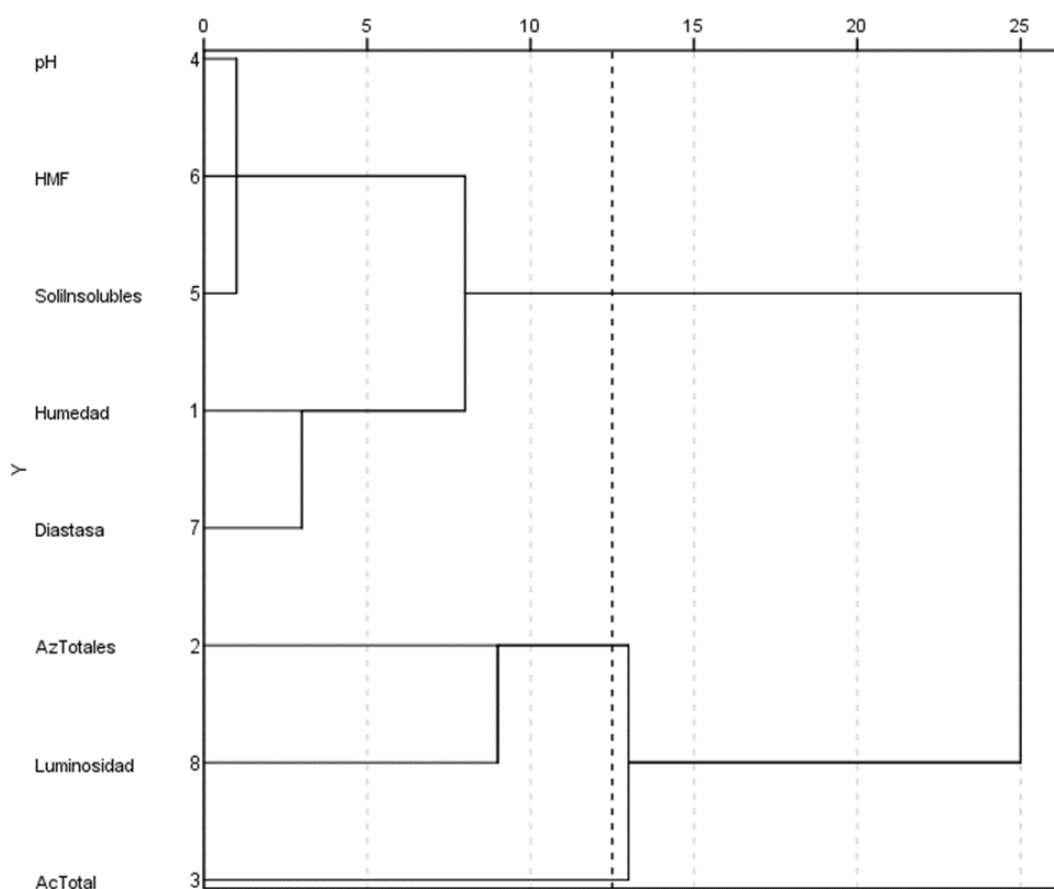 0 5 10 15 20 25
pH 4
HMF 6
SoliInsolubles 5
Humedad 1
Y
Diastasa 7
AzTotales 2
Luminosidad 8
AcTotal 3